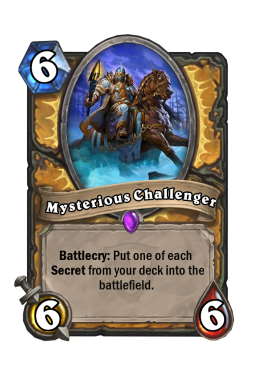 6
Mysterious Challenger
Battlecry: Put one of each
Secret from your deck into the
battlefield.
6
6